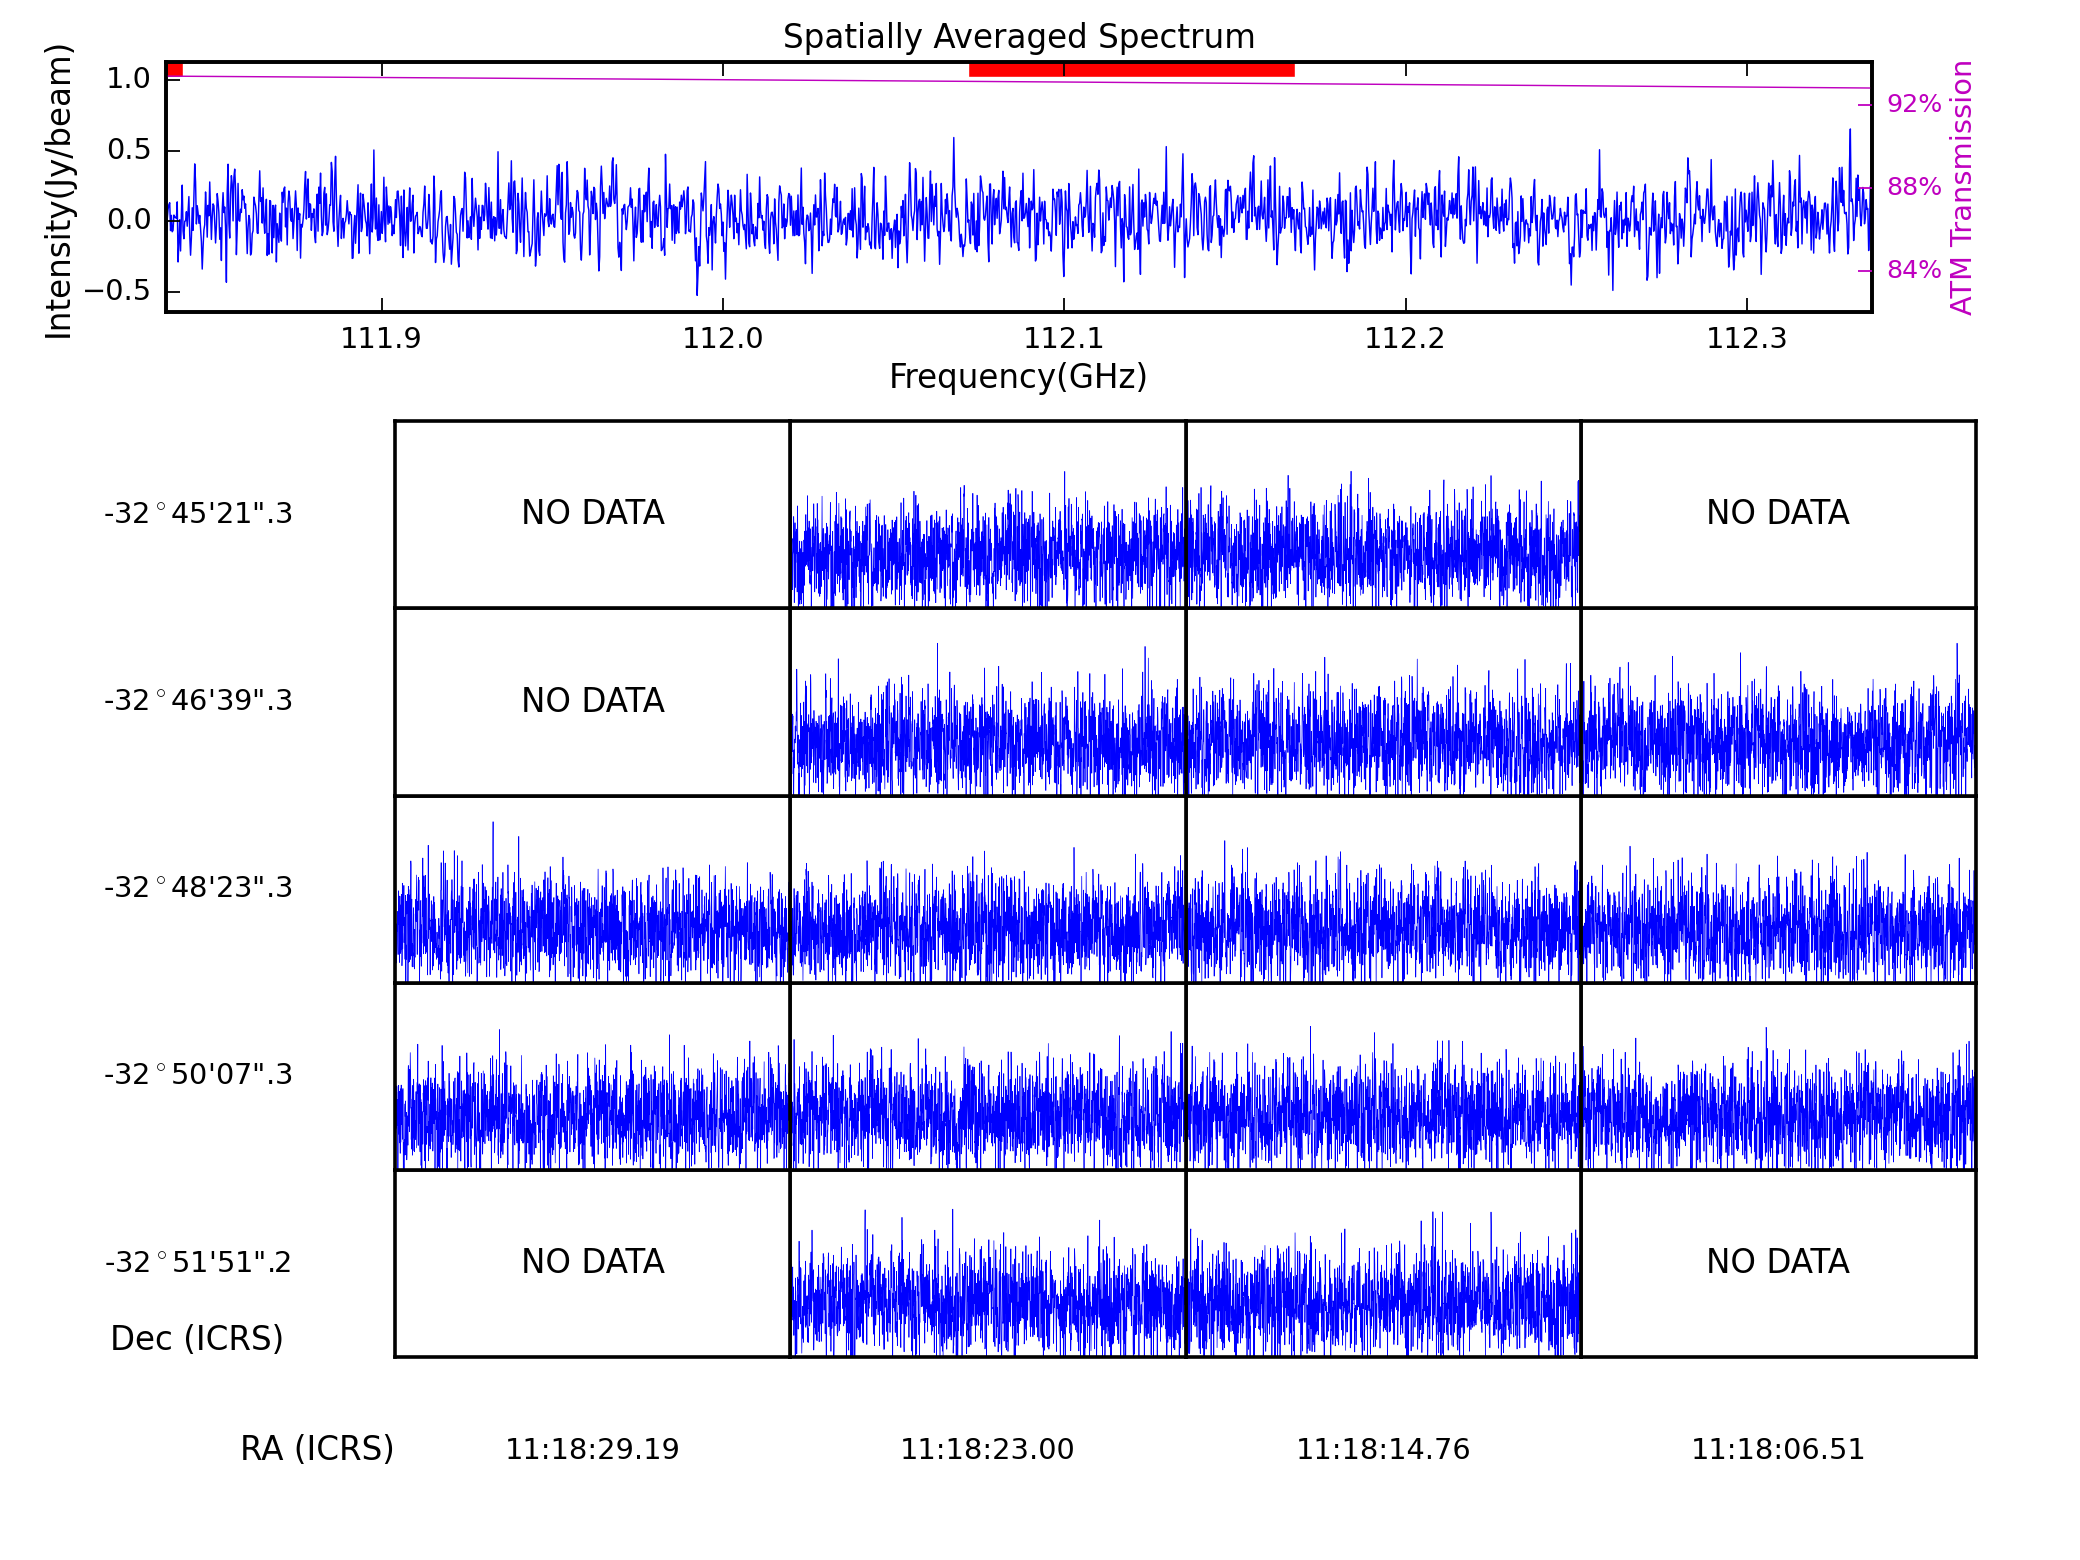 Spatially Averaged Spectrum
Intensity(Jy/beam)
1.0
0.5
0.0
−0.5
92%
88%
84%
ATM Transmission
111.9 112.0 112.1 112.2 112.3
Frequency(GHz)
-32°45'21".3 NO DATA NO DATA
-32°46'39".3 NO DATA
-32°48'23".3
-32°50'07".3
-32°51'51".2 NO DATA NO DATA
Dec (ICRS)
RA (ICRS) 11:18:29.19 11:18:23.00 11:18:14.76 11:18:06.51